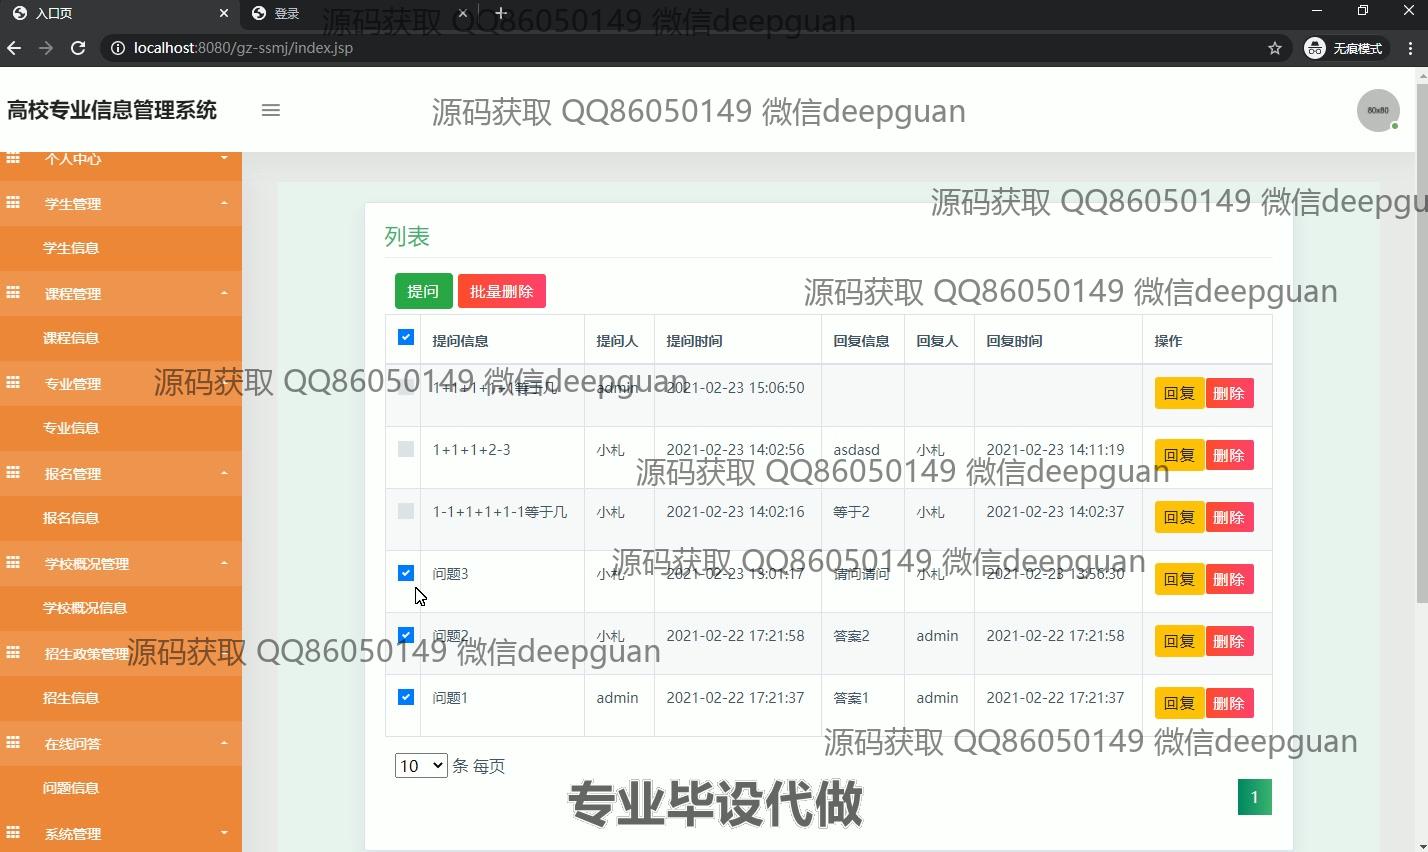 入口页
登录
源码获取 QQ86050149 微信deepguan
localhost:8080/gz-ssmj/index.jsp
无痕模式
高校专业信息管理系统
源码获取 QQ86050149 微信deepguan
80x80
个人中心
学生管理
源码获取 QQ86050149 微信deepgu
学生信息
列表
课程管理
提问 批量删除
源码获取 QQ86050149 微信deepguan
课程信息
提问信息 提问人 提问时间 回复信息 回复人 回复时间 操作
专业管理
源码获取 QQ86050149 微信deepguan
admin 2021-02-23 15:06:50 回复 删除
专业信息
1+1+1+2-3 小札 2021-02-23 14:02:56 asdasd 小札 2021-02-23 14:11:19 回复 删除
报名管理
源码获取 QQ86050149 微信deepguan
报名信息
1-1+1+1+1-1等于几 小札 2021-02-23 14:02:16 等于2 小札 2021-02-23 14:02:37 回复 删除
学校概况管理
源码获取 QQ86050149 微信deepguan
问题3 小札 2021-02-23 13:01:17 请问请问 小札 2021-02-23 13:56:30 回复 删除
学校概况信息
问题2 小札 2021-02-22 17:21:58 答案2 admin 2021-02-22 17:21:58 回复 删除
招生政策管理
源码获取 QQ86050149 微信deepguan
招生信息
问题1 admin 2021-02-22 17:21:37 答案1 admin 2021-02-22 17:21:37 回复 删除
在线问答
源码获取 QQ86050149 微信deepguan
10 条 每页
问题信息
专业毕设代做
1
系统管理